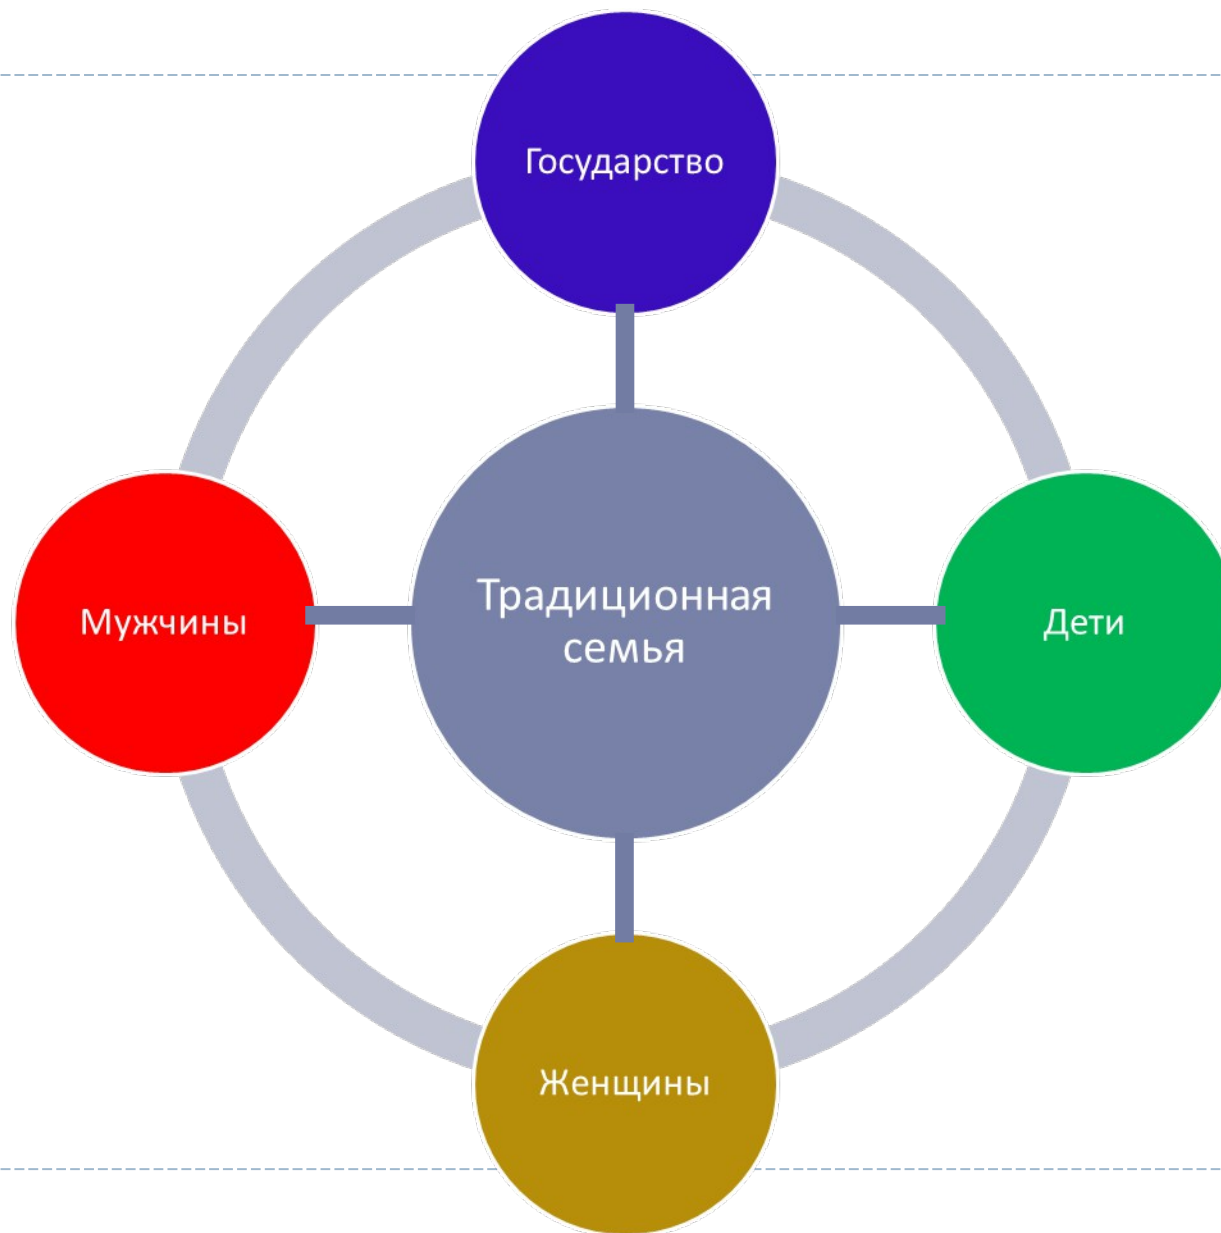 Государство
Мужчины
Традиционная
семья
Дети
Женщины